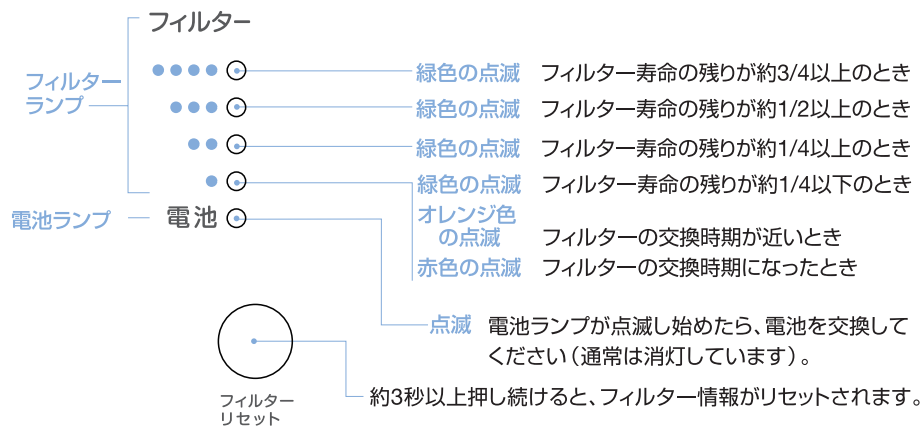 フィルター
フィルター
ランプ
緑色の点滅 フィルター寿命の残りが約3/4以上のとき
緑色の点滅 フィルター寿命の残りが約1/2以上のとき
緑色の点滅 フィルター寿命の残りが約1/4以上のとき
緑色の点滅 フィルター寿命の残りが約1/4以下のとき
電池ランプ
電池
オレンジ色
の点滅 フィルターの交換時期が近いとき
赤色の点滅 フィルターの交換時期になったとき
点滅 電池ランプが点滅し始めたら、電池を交換して
ください（通常は消灯しています）。
フィルター
リセット
約3秒以上押し続けると、フィルター情報がリセットされます。